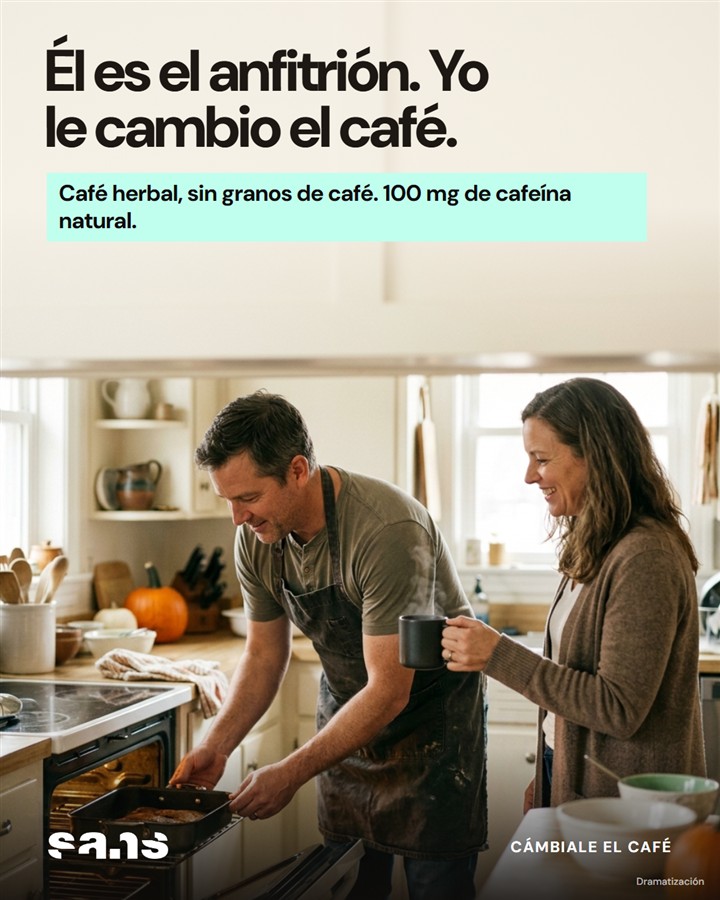 Él es el anfitrión. Yo
le cambio el café.
Café herbal, sin granos de café. 100 mg de cafeína
natural.
sans
CÁMBIALE EL CAFÉ
Dramatización